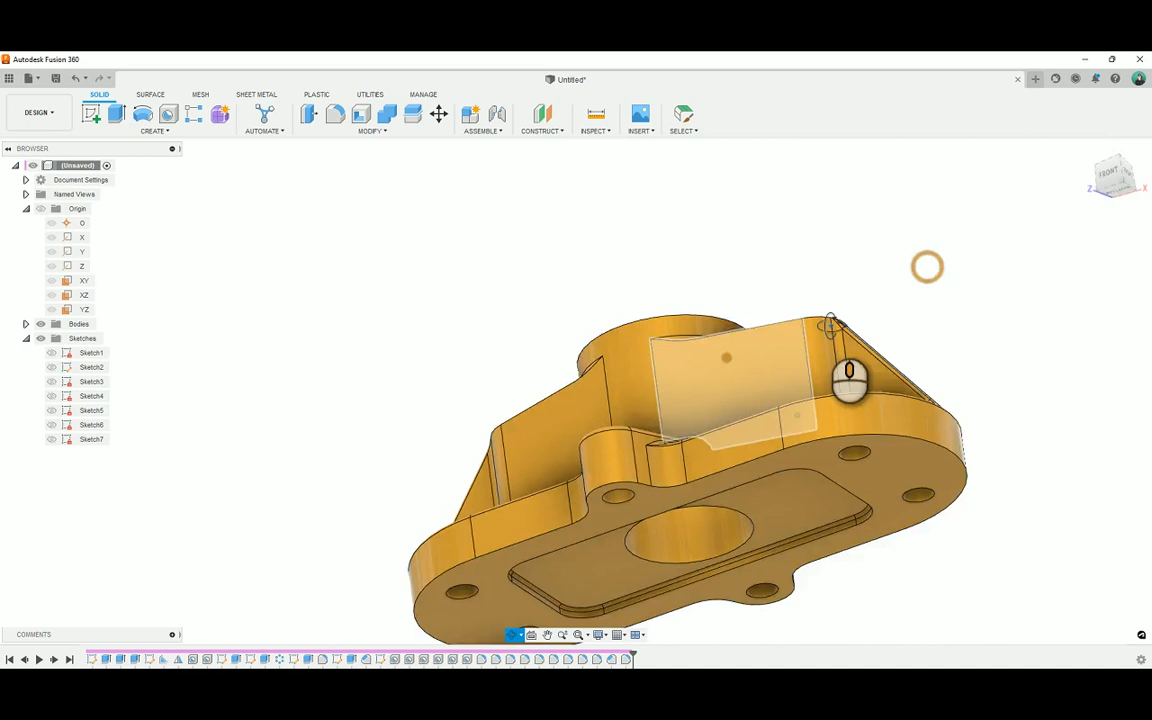 Autodesk Fusion 360
Untitled*
DESIGN
SOLID SURFACE MESH SHEET METAL PLASTIC UTILITIES MANAGE
CREATE AUTOMATE MODIFY ASSEMBLE CONSTRUCT INSPECT INSERT SELECT
BROWSER
(Unsaved)
Document Settings
Named Views
Origin
O
X
Y
Z
XY
XZ
YZ
Bodies
Sketches
Sketch1
Sketch2
Sketch3
Sketch4
Sketch5
Sketch6
Sketch7
FRONT
Z X
COMMENTS